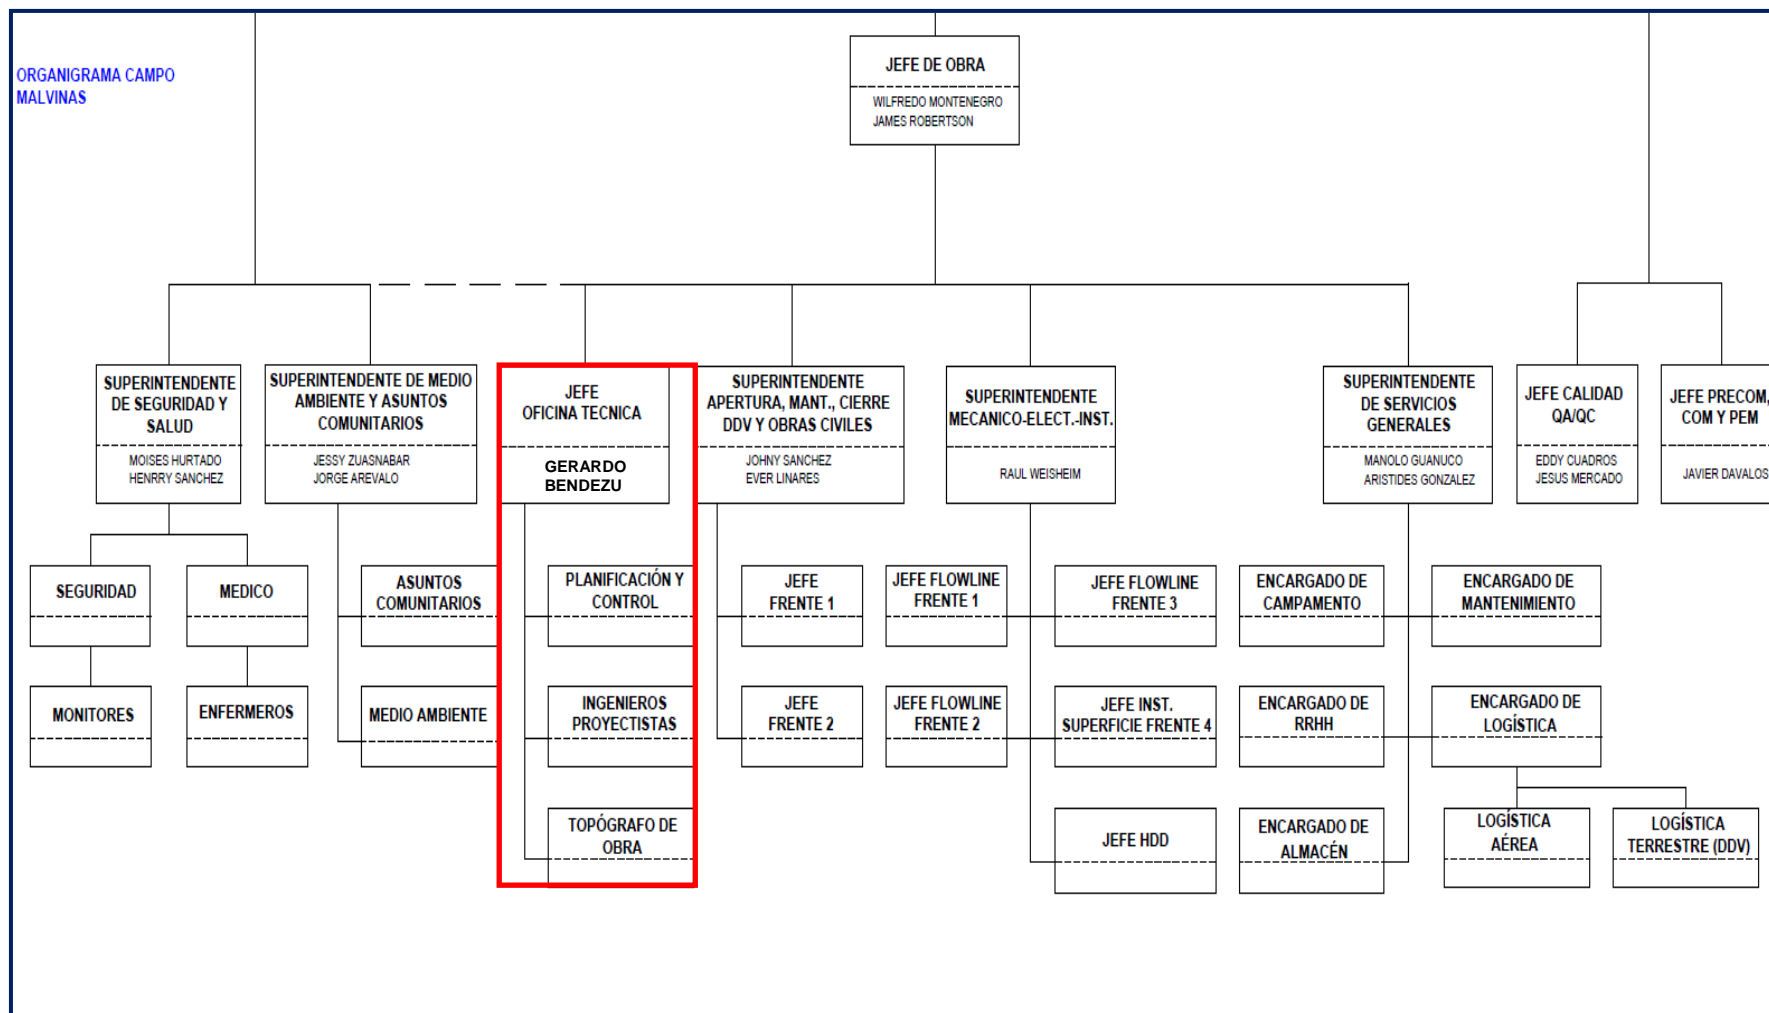 ORGANIGRAMA CAMPO
MALVINAS
JEFE DE OBRA
WILFREDO MONTENEGRO
JAMES ROBERTSON
SUPERINTENDENTE
DE SEGURIDAD Y
SALUD
MOISES HURTADO
HENRRY SANCHEZ
SUPERINTENDENTE DE MEDIO
AMBIENTE Y ASUNTOS
COMUNITARIOS
JESSY ZUASNABAR
JORGE AREVALO
JEFE
OFICINA TECNICA
GERARDO
BENDEZU
SUPERINTENDENTE
APERTURA, MANT., CIERRE
DDV Y OBRAS CIVILES
JOHNY SANCHEZ
EVER LINARES
SUPERINTENDENTE
MECANICO-ELECT.-INST.
RAUL WEISHEIM
SUPERINTENDENTE
DE SERVICIOS
GENERALES
MANOLO GUANUCO
ARISTIDES GONZALEZ
JEFE CALIDAD
QA/QC
EDDY CUADROS
JESUS MERCADO
JEFE PRECOM,
COM Y PEM
JAVIER DAVALOS
SEGURIDAD
MEDICO
ASUNTOS
COMUNITARIOS
PLANIFICACIÓN Y
CONTROL
JEFE
FRENTE 1
JEFE FLOWLINE
FRENTE 1
JEFE FLOWLINE
FRENTE 3
ENCARGADO DE
CAMPAMENTO
ENCARGADO DE
MANTENIMIENTO
MONITORES
ENFERMEROS
MEDIO AMBIENTE
INGENIEROS
PROYECTISTAS
JEFE
FRENTE 2
JEFE FLOWLINE
FRENTE 2
JEFE INST.
SUPERFICIE FRENTE 4
ENCARGADO DE
RRHH
ENCARGADO DE
LOGÍSTICA
TOPÓGRAFO DE
OBRA
JEFE HDD
ENCARGADO DE
ALMACÉN
LOGÍSTICA
AÉREA
LOGÍSTICA
TERRESTRE (DDV)